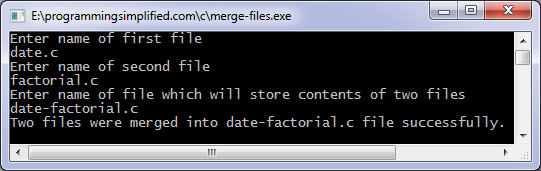 E:\programmingsimplified.com\c\merge-files.exe
Enter name of first file
date.c
Enter name of second file
factorial.c
Enter name of file which will store contents of two files
date-factorial.c
Two files were merged into date-factorial.c file successfully.